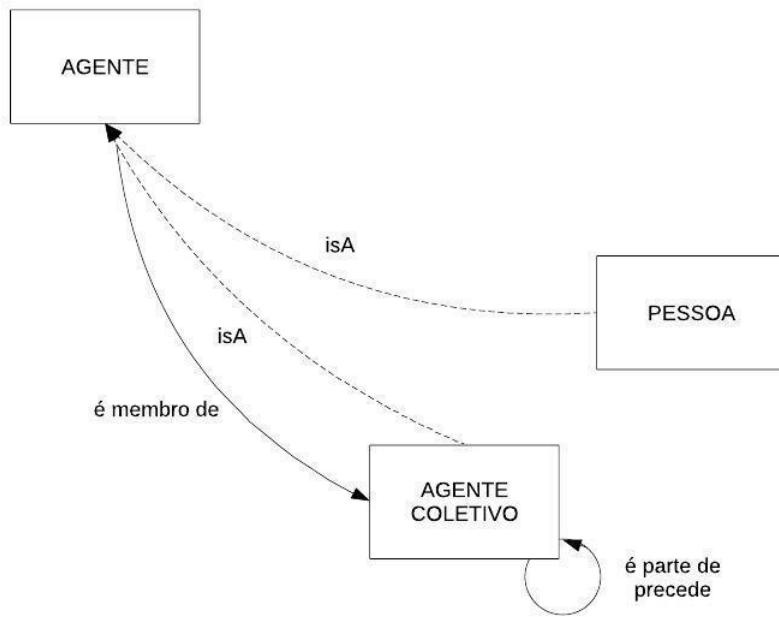 AGENTE
isA
PESSOA
isA
é membro de
AGENTE
COLETIVO
é parte de
precede